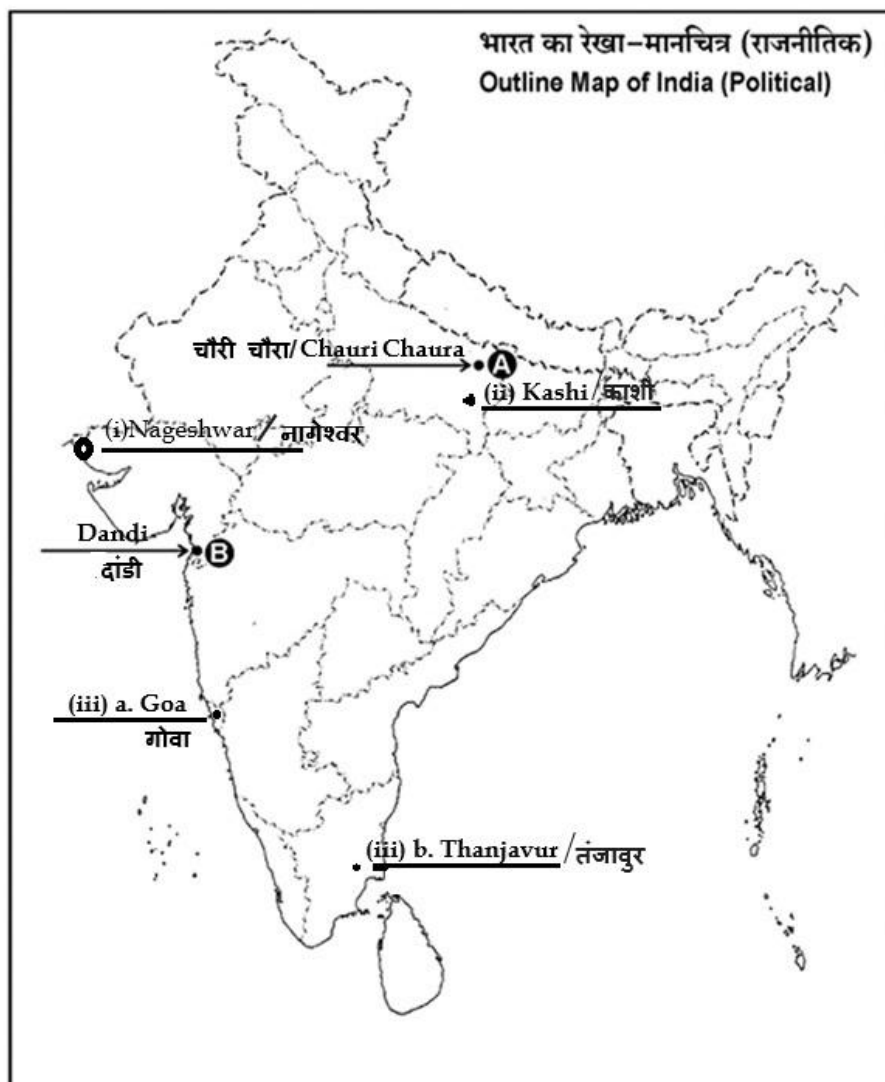 भारत का रेखा-मानचित्र (राजनीतिक)
Outline Map of India (Political)
चौरी चौरा/Chauri Chaura
A
(ii) Kashi/काशी
(i)Nageshwar/नागेश्वर
Dandi
B
दांडी
(iii) a. Goa
गोवा
(iii) b. Thanjavur/तंजावुर